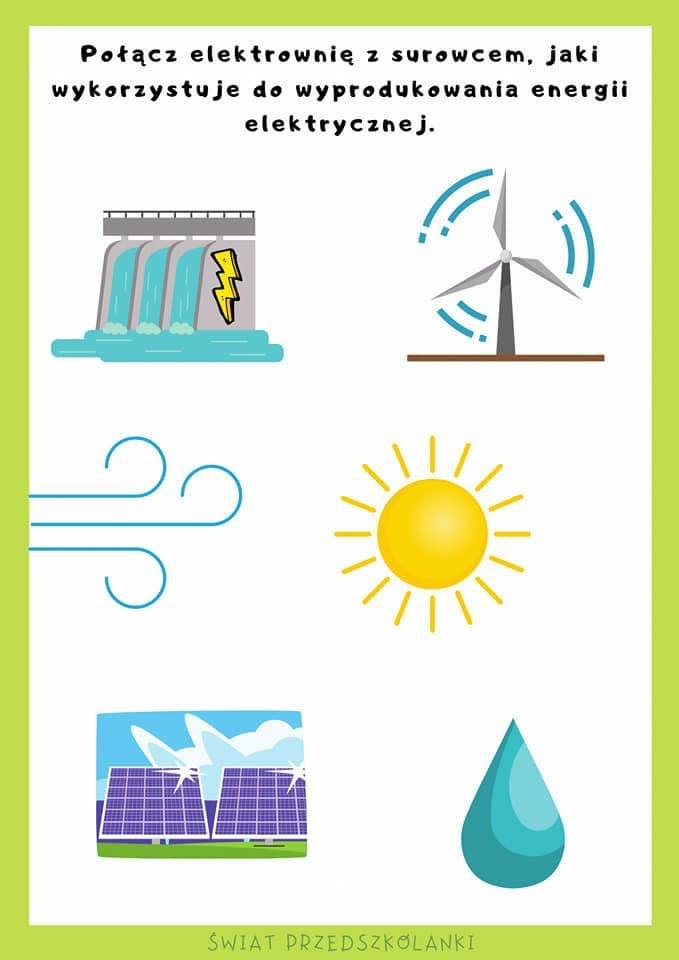 Połącz elektrownię z surowcem, jaki
wykorzystuje do wyprodukowania energii
elektrycznej.
ŚWIAT PRZEDSZKOLANKI